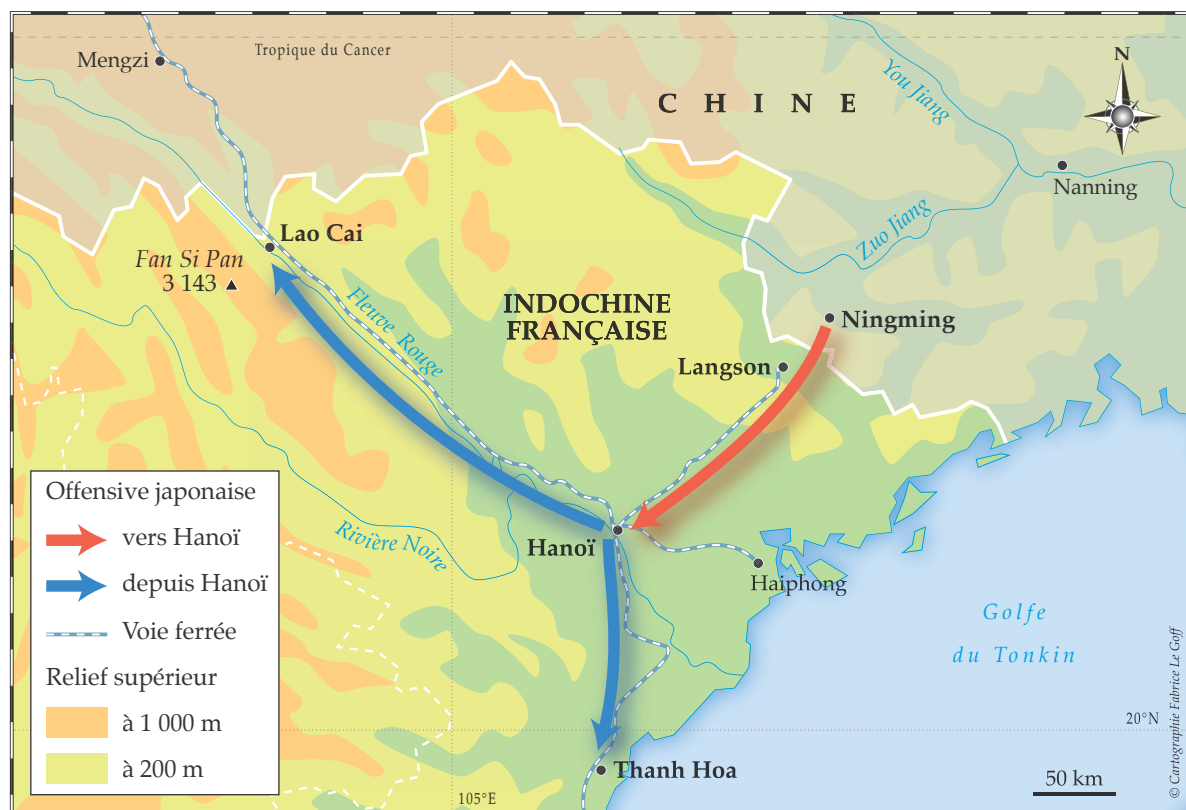 Mengzi
Tropique du Cancer
CHINE
N
You Jiang
Nanning
Zuo Jiang
Lao Cai
Fan Si Pan
3 143
Fleuve Rouge
INDOCHINE
FRANÇAISE
Ningming
Langson
Rivière Noire
Hanoï
Haiphong
Golfe
du Tonkin
Thanh Hoa
20°N
105°E
50 km
Offensive japonaise
vers Hanoï
depuis Hanoï
Voie ferrée
Relief supérieur
à 1 000 m
à 200 m
© Cartographie Fabrice Le Goff